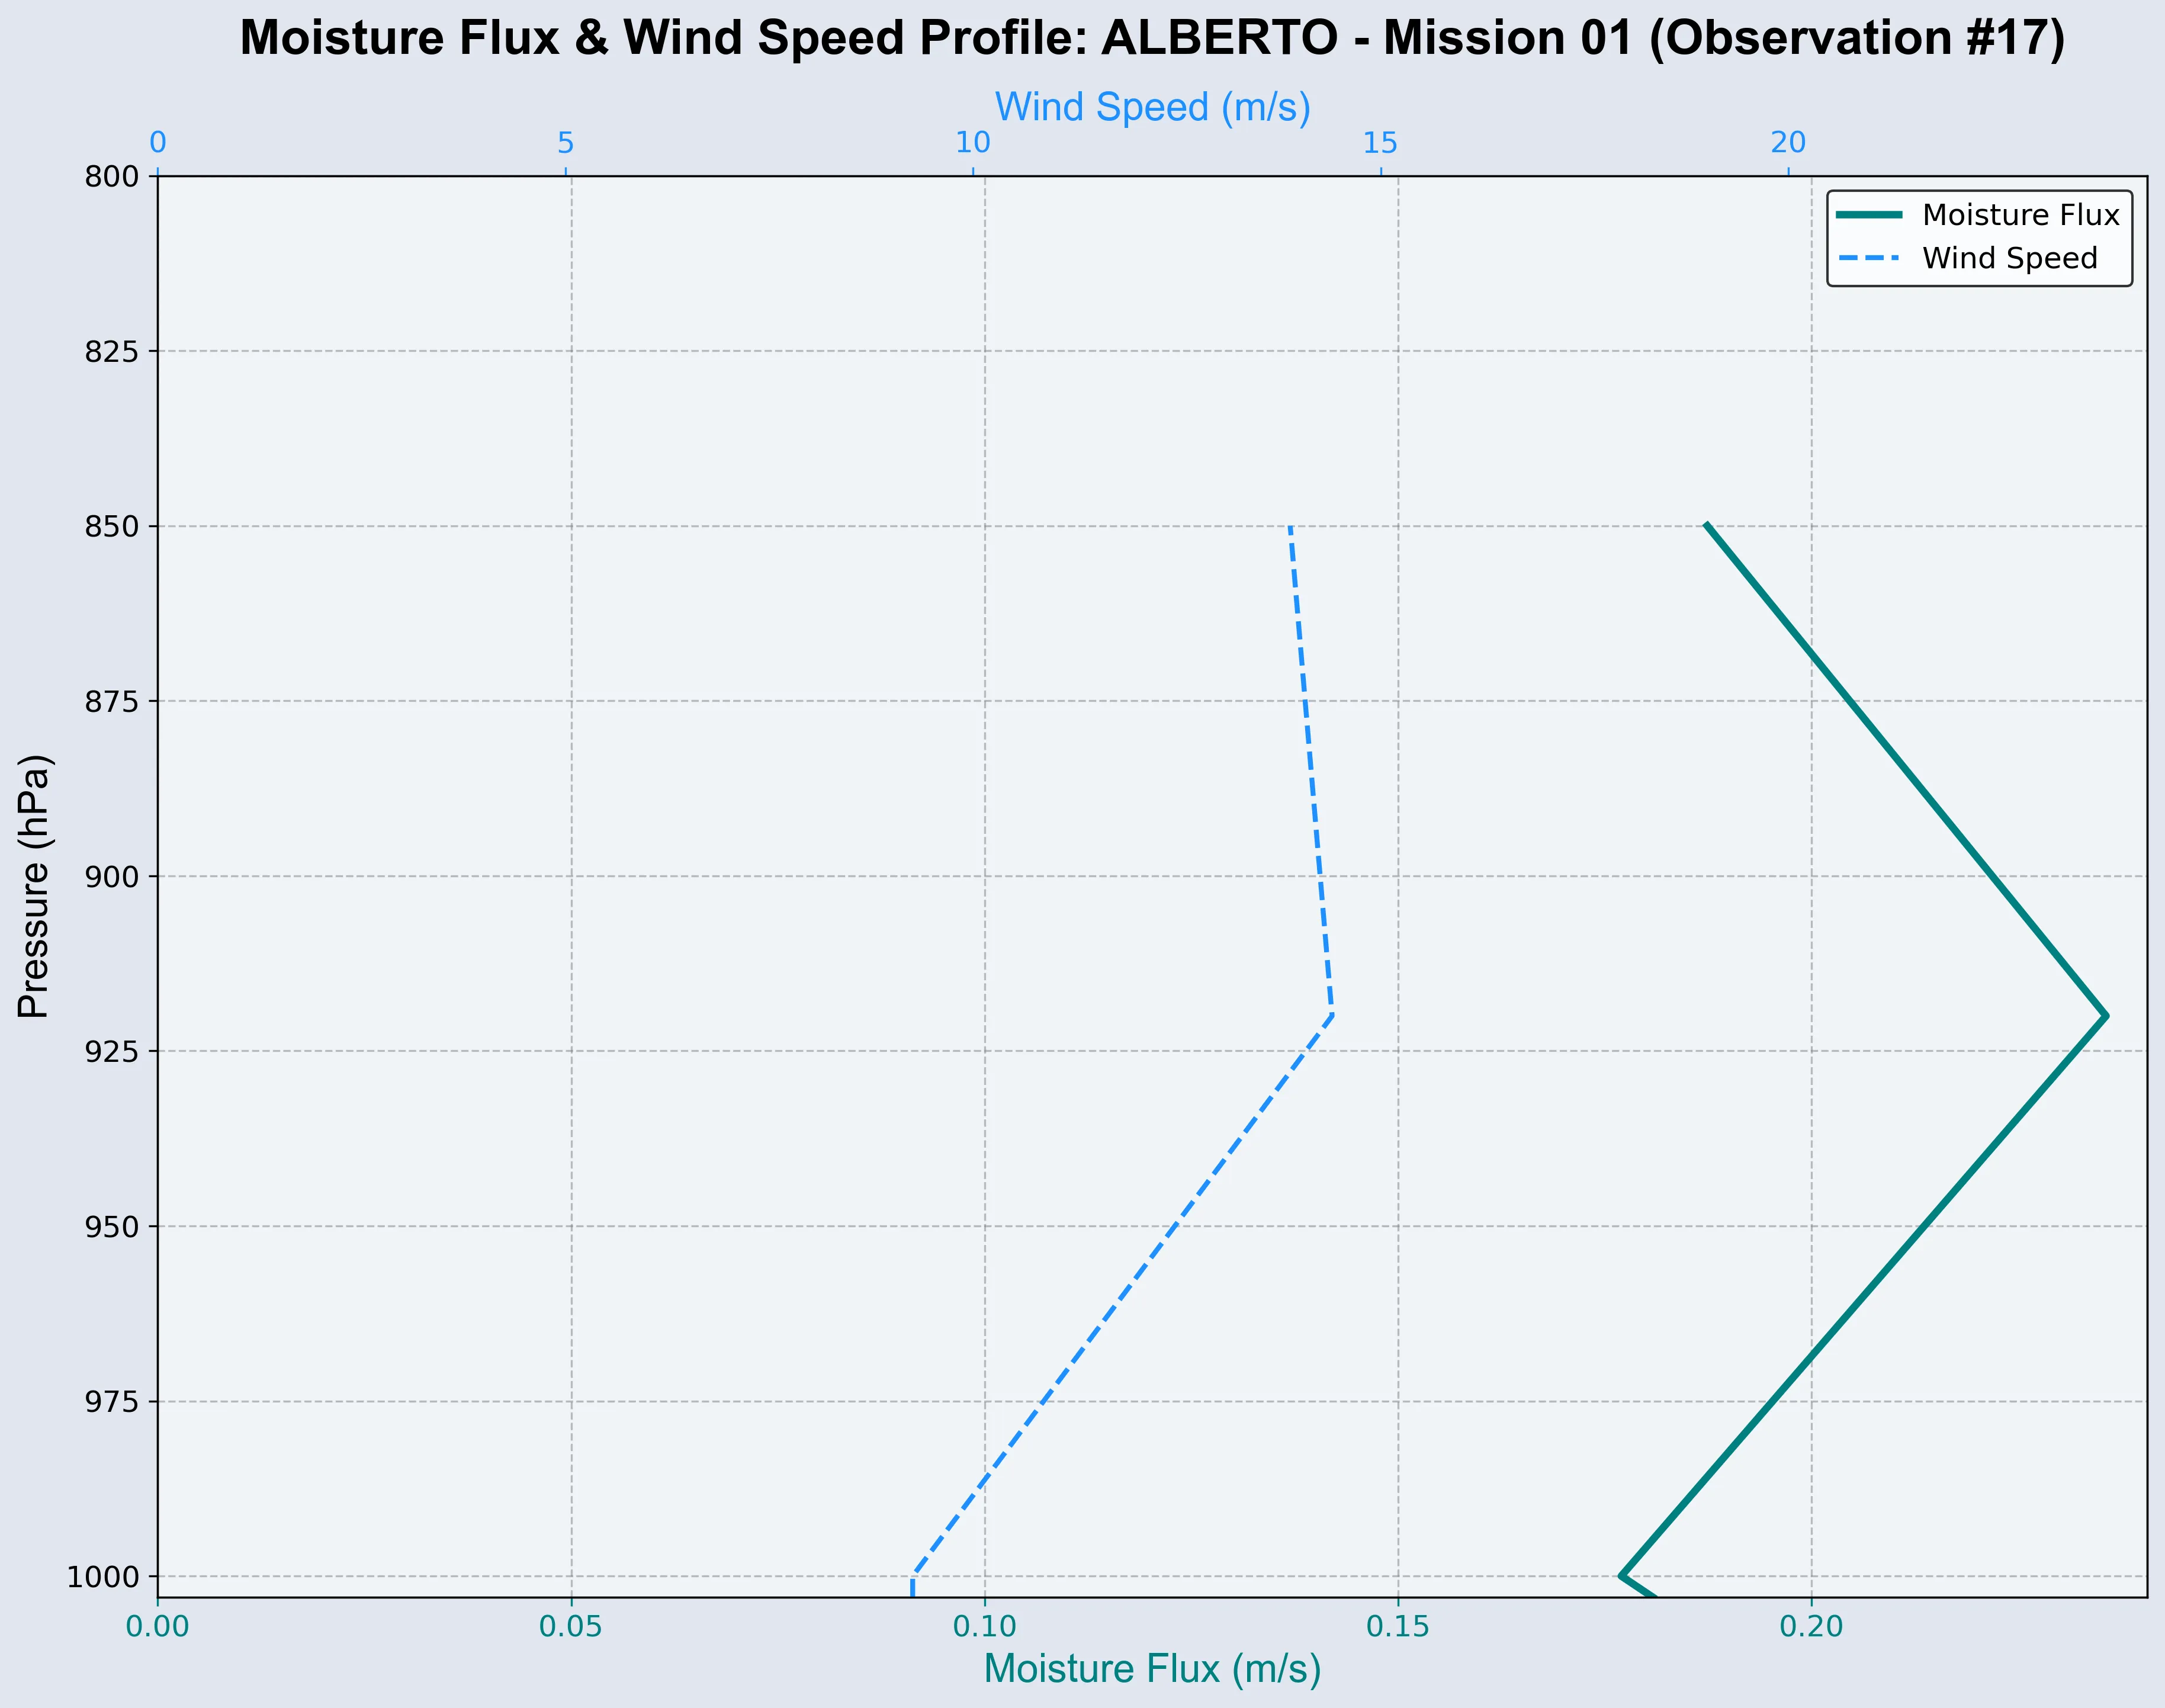 Moisture Flux & Wind Speed Profile: ALBERTO - Mission 01 (Observation #17)
Wind Speed (m/s)
0 5 10 15 20
Moisture Flux
Wind Speed
Pressure (hPa)
800
825
850
875
900
925
950
975
1000
0.00 0.05 0.10 0.15 0.20
Moisture Flux (m/s)